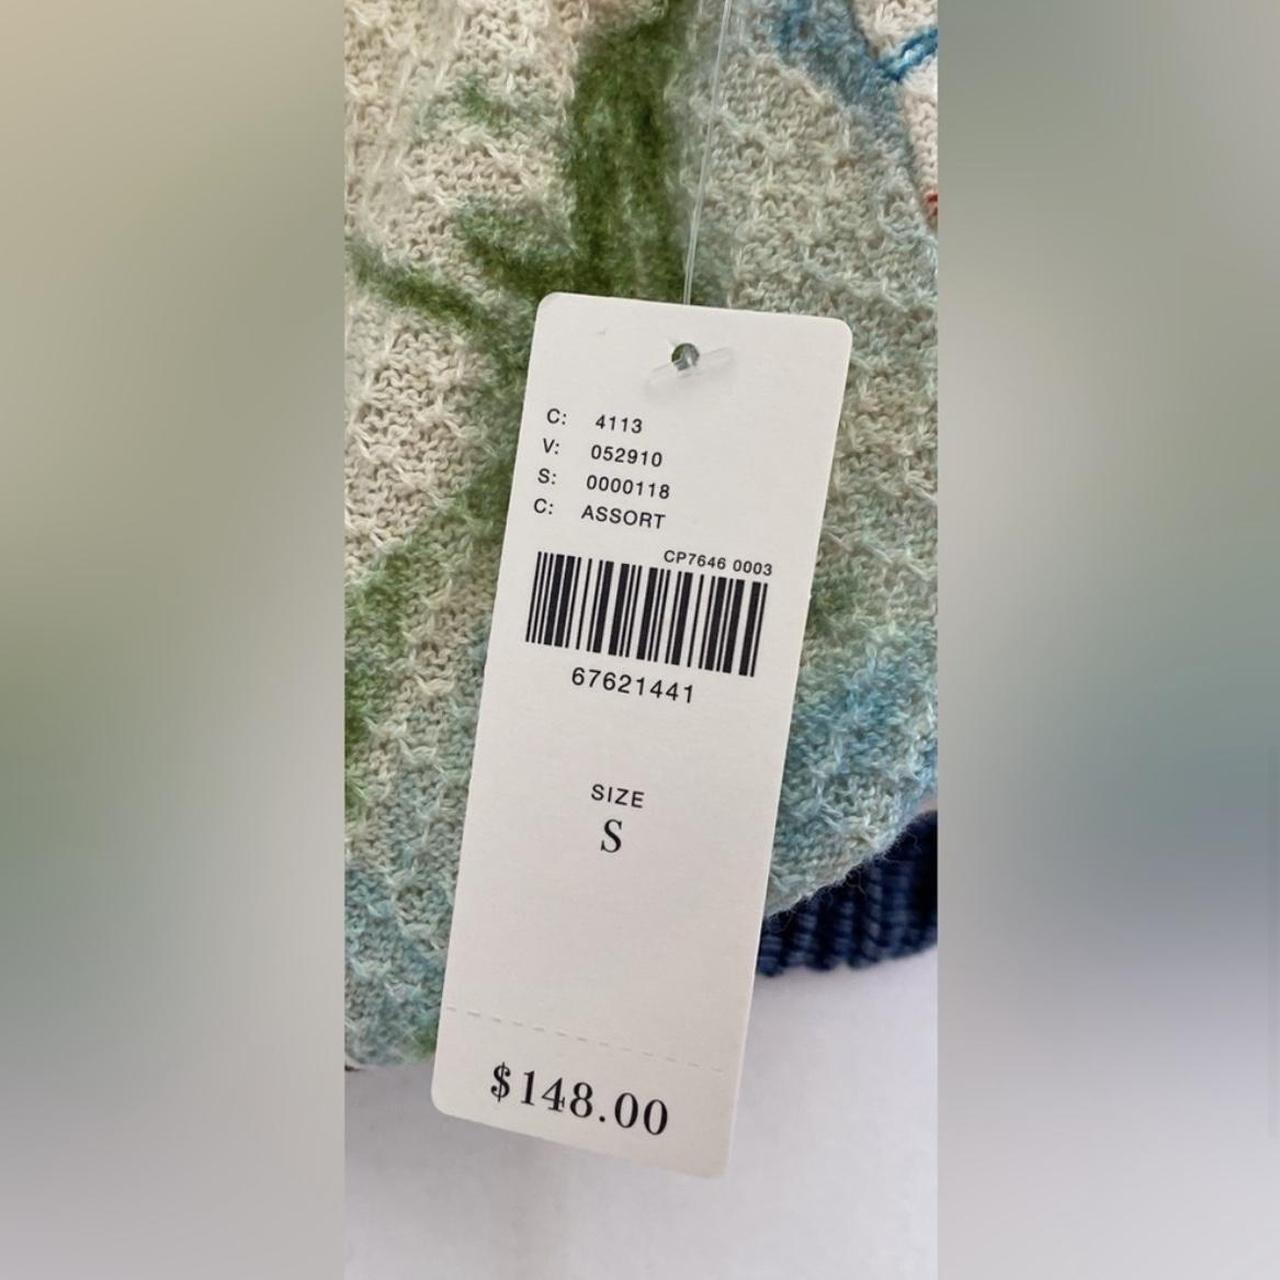 C: 4113
V: 052910
S: 0000118
C: ASSORT
CP7646 0003
67621441
SIZE
S
$148.00